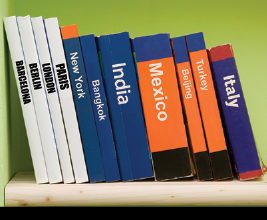 BARCELONA
BERLIN
LONDON
PARIS
New York
Bangkok
India
Mexico
Beijing
Turkey
Italy